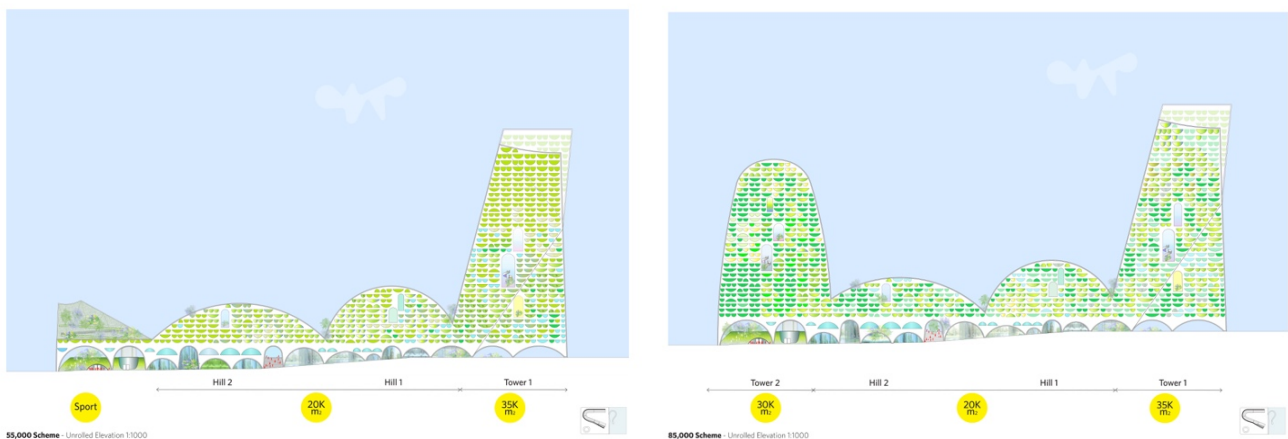 Hill 2
Hill 1
Tower 1
Sport
20K
m²
35K
m²
55,000 Scheme - Unrolled Elevation 1:1000
Tower 2
Hill 2
Hill 1
Tower 1
30K
m²
20K
m²
35K
m²
85,000 Scheme - Unrolled Elevation 1:1000